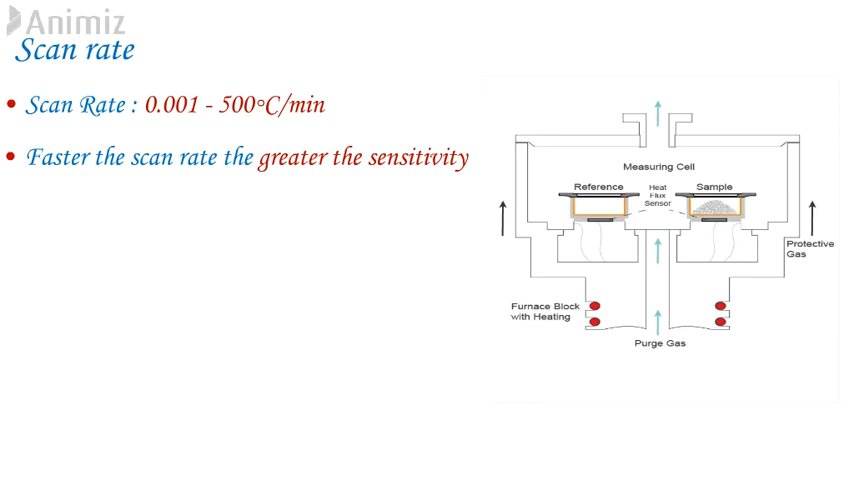 Animiz
Scan rate
• Scan Rate : 0.001 - 500°C/min
• Faster the scan rate the greater the sensitivity
Measuring Cell
Reference
Heat
Flux
Sensor
Sample
Protective
Gas
Furnace Block
with Heating
Purge Gas